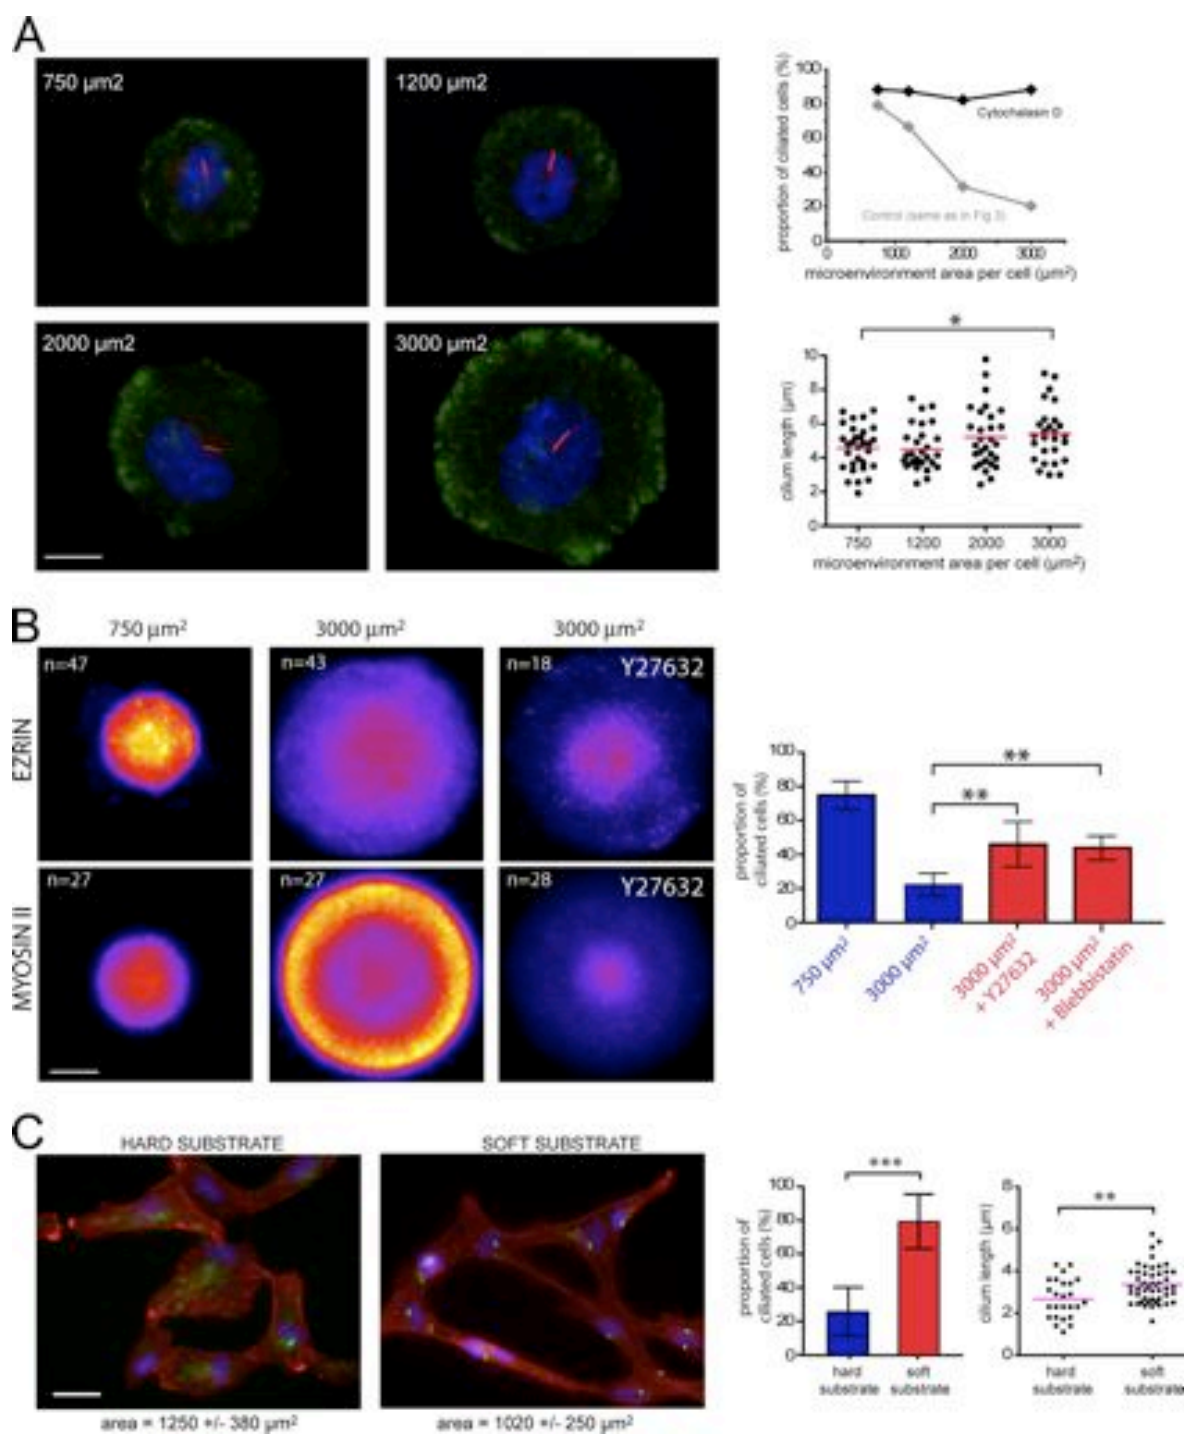 A
750 µm2
1200 µm2
2000 µm2
3000 µm2
proportion of ciliated cells (%)
100
80
60
40
20
0
Cytochalasin D
Control (same as in Fig 3)
0 1000 2000 3000
microenvironment area per cell (µm²)
*
cilium length (µm)
10
8
6
4
2
0
750 1200 2000 3000
microenvironment area per cell (µm²)
B
750 µm² 3000 µm² 3000 µm²
EZRIN
n=47
n=43
n=18 Y27632
MYOSIN II
n=27
n=27
n=28 Y27632
proportion of
ciliated cells (%)
100
80
60
40
20
0
**
**
750 µm²
3000 µm²
3000 µm²
+ Y27632
3000 µm²
+ Blebbistatin
C
HARD SUBSTRATE
SOFT SUBSTRATE
area = 1250 +/- 380 µm²
area = 1020 +/- 250 µm²
proportion of
ciliated cells (%)
100
80
60
40
20
0
***
hard
substrate
soft
substrate
cilium length (µm)
8
6
4
2
0
**
hard
substrate
soft
substrate